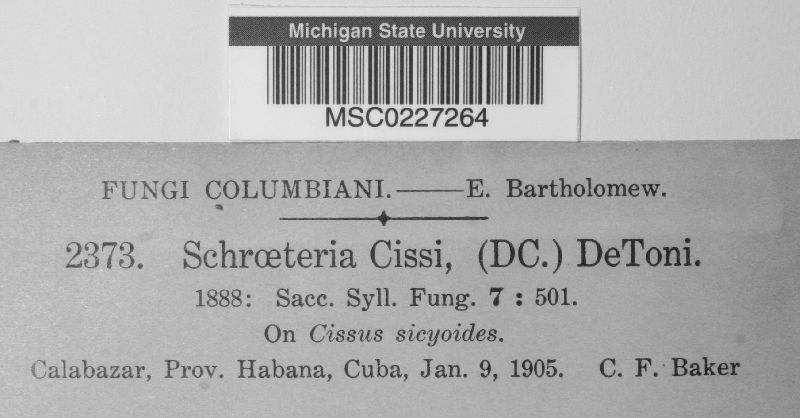 Michigan State University
MSC0227264
FUNGI COLUMBIANI.——E. Bartholomew.
2373. Schrœteria Cissi, (DC.) DeToni.
1888: Sacc. Syll. Fung. 7 : 501.
On Cissus sicyoides.
Calabazar, Prov. Habana, Cuba, Jan. 9, 1905. C. F. Baker